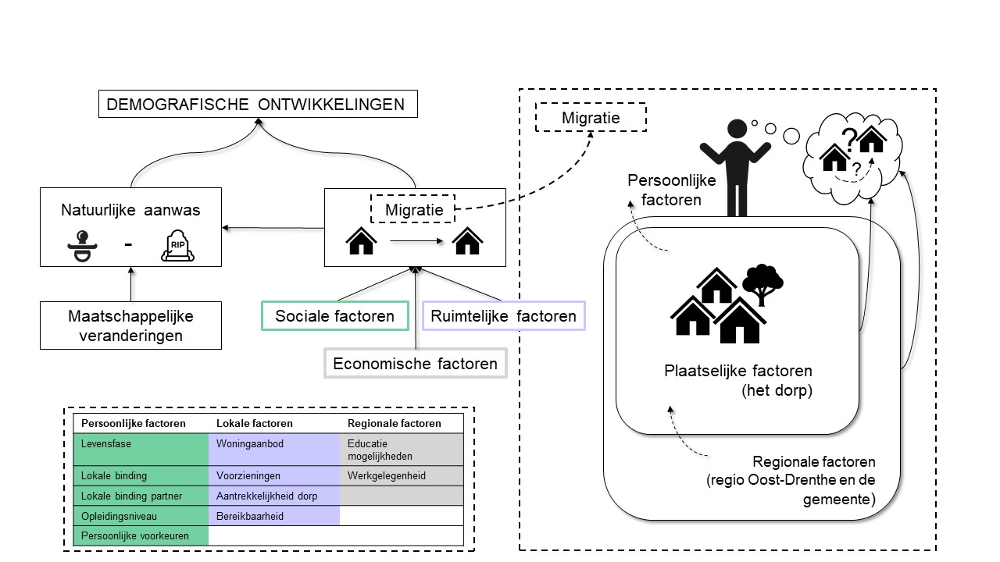 DEMOGRAFISCHE ONTWIKKELINGEN
Natuurlijke aanwas
-
RIP
Migratie
Maatschappelijke
veranderingen
Sociale factoren
Ruimtelijke factoren
Economische factoren
Persoonlijke factoren Lokale factoren Regionale factoren
Levensfase Woningaanbod Educatie
mogelijkheden
Lokale binding Voorzieningen Werkgelegenheid
Lokale binding partner Aantrekkelijkheid dorp
Opleidingsniveau Bereikbaarheid
Persoonlijke voorkeuren
Migratie
?
?
Persoonlijke
factoren
Plaatselijke factoren
(het dorp)
Regionale factoren
(regio Oost-Drenthe en de
gemeente)